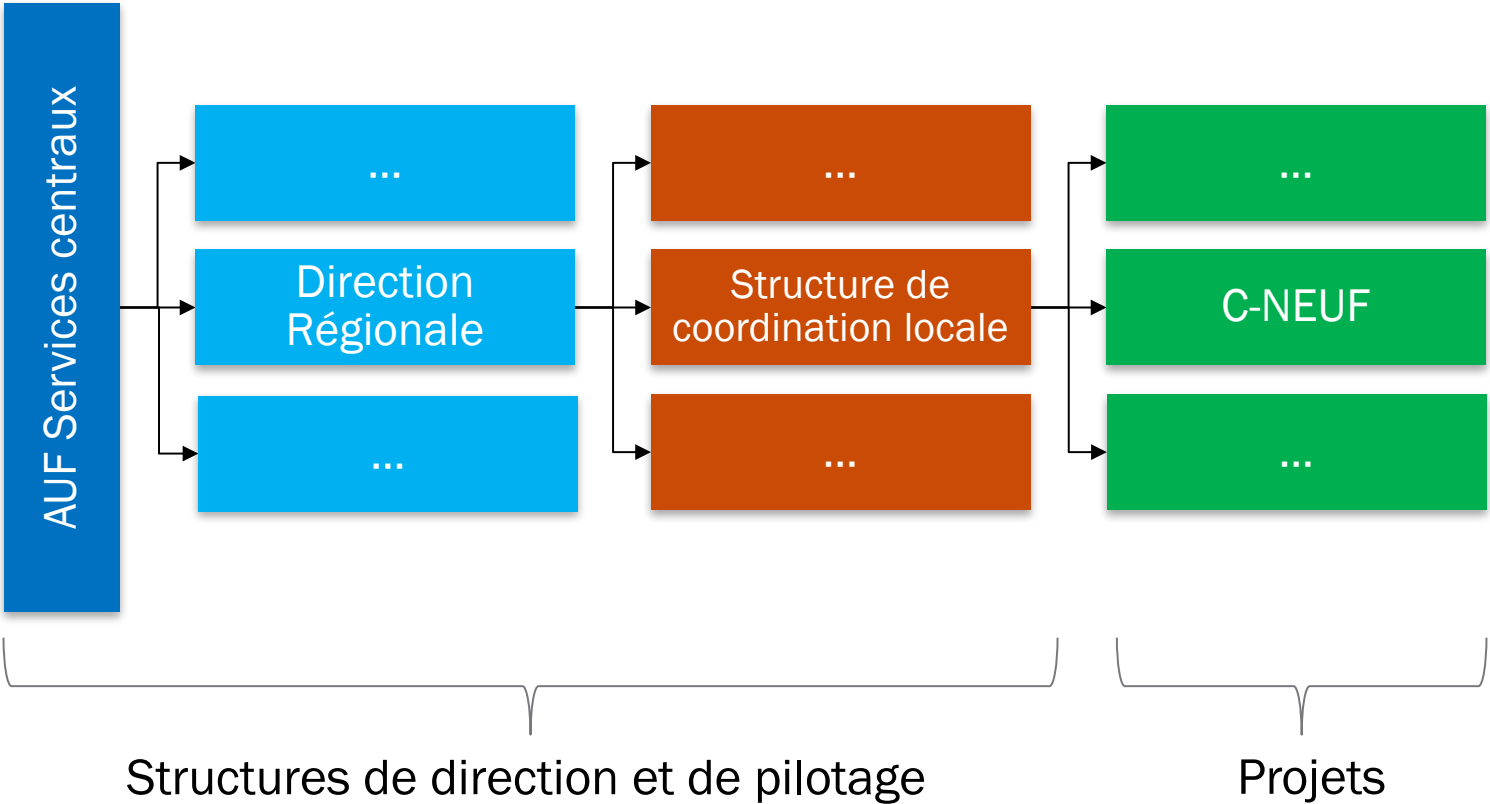 AUF Services centraux
...
...
...
Direction
Régionale
Structure de
coordination locale
C-NEUF
...
...
...
Structures de direction et de pilotage
Projets